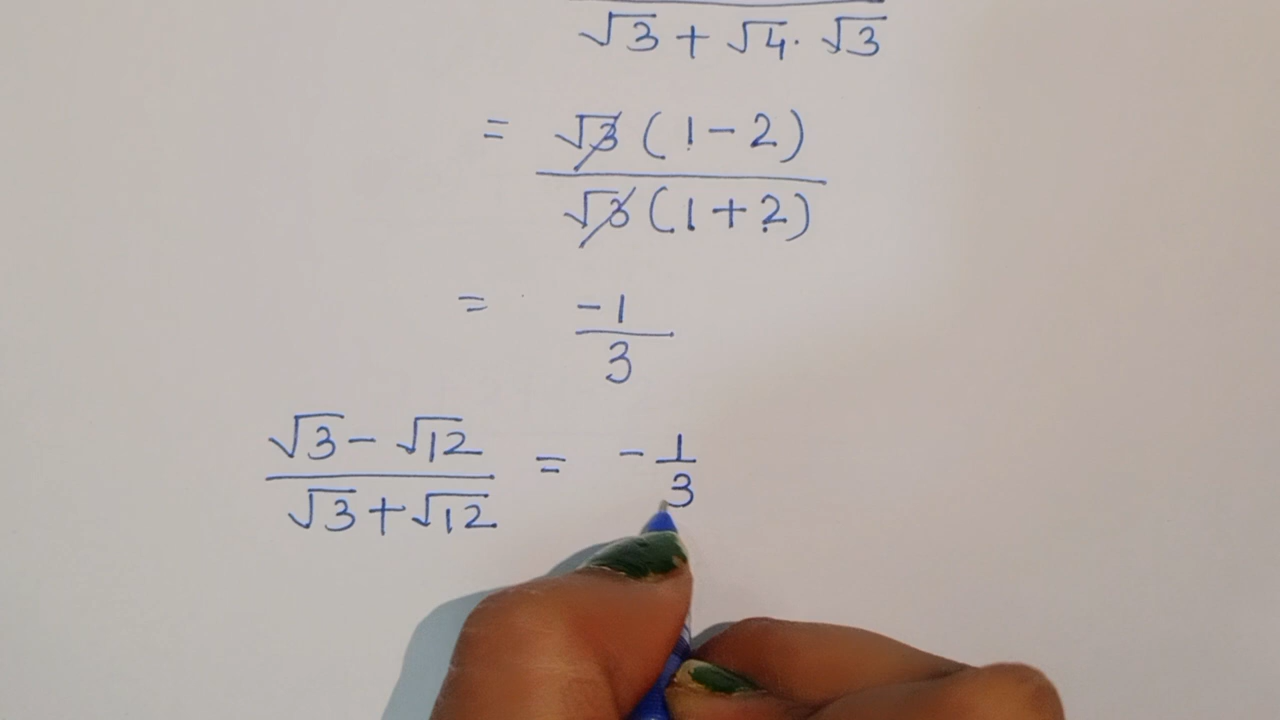 √3 + √4 · √3
= √3 (1 - 2)
√3 (1 + 2)
= -1
3
√3 - √12
√3 + √12
= - 1
3